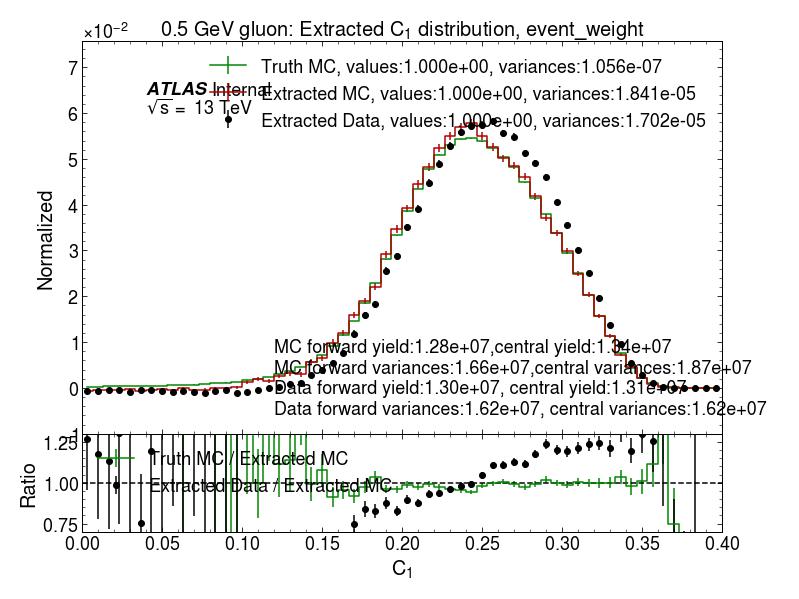 ×10⁻²
0.5 GeV gluon: Extracted C₁ distribution, event_weight
Truth MC, values:1.000e+00, variances:1.056e-07
ATLAS Internal
Extracted MC, values:1.000e+00, variances:1.841e-05
√s = 13 TeV
Extracted Data, values:1.000e+00, variances:1.702e-05
7
6
5
4
3
2
1
0
1
Normalized
MC forward yield:1.28e+07,central yield:1.34e+07
MC forward variances:1.66e+07,central variances:1.87e+07
Data forward yield:1.30e+07, central yield:1.31e+07
Data forward variances:1.62e+07, central variances:1.62e+07
1.25
1.00
0.75
Ratio
Truth MC / Extracted MC
Extracted Data / Extracted MC
0.00 0.05 0.10 0.15 0.20 0.25 0.30 0.35 0.40
C₁